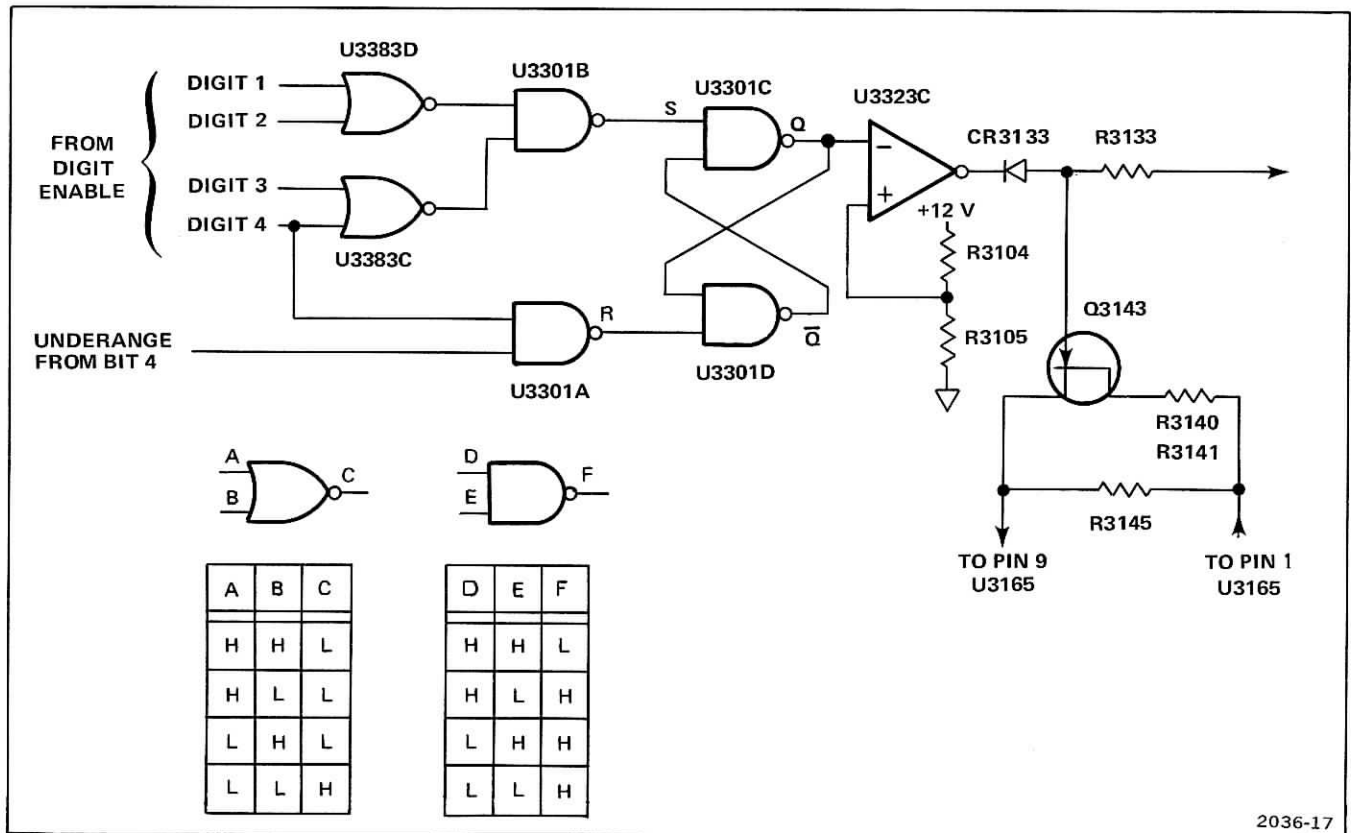 U3383D
DIGIT 1
DIGIT 2
FROM
DIGIT
ENABLE
DIGIT 3
DIGIT 4
U3383C
U3301B
S
U3301C
Q
U3323C
CR3133
R3133
−
+
+12 V
R3104
R3105
Q3143
UNDERANGE
FROM BIT 4
R
U3301A
Q
U3301D
R3140
R3141
R3145
TO PIN 9
U3165
TO PIN 1
U3165
A
B
C
D
E
F
A B C
H H L
H L L
L H L
L L H
D E F
H H L
H L H
L H H
L L H
2036-17